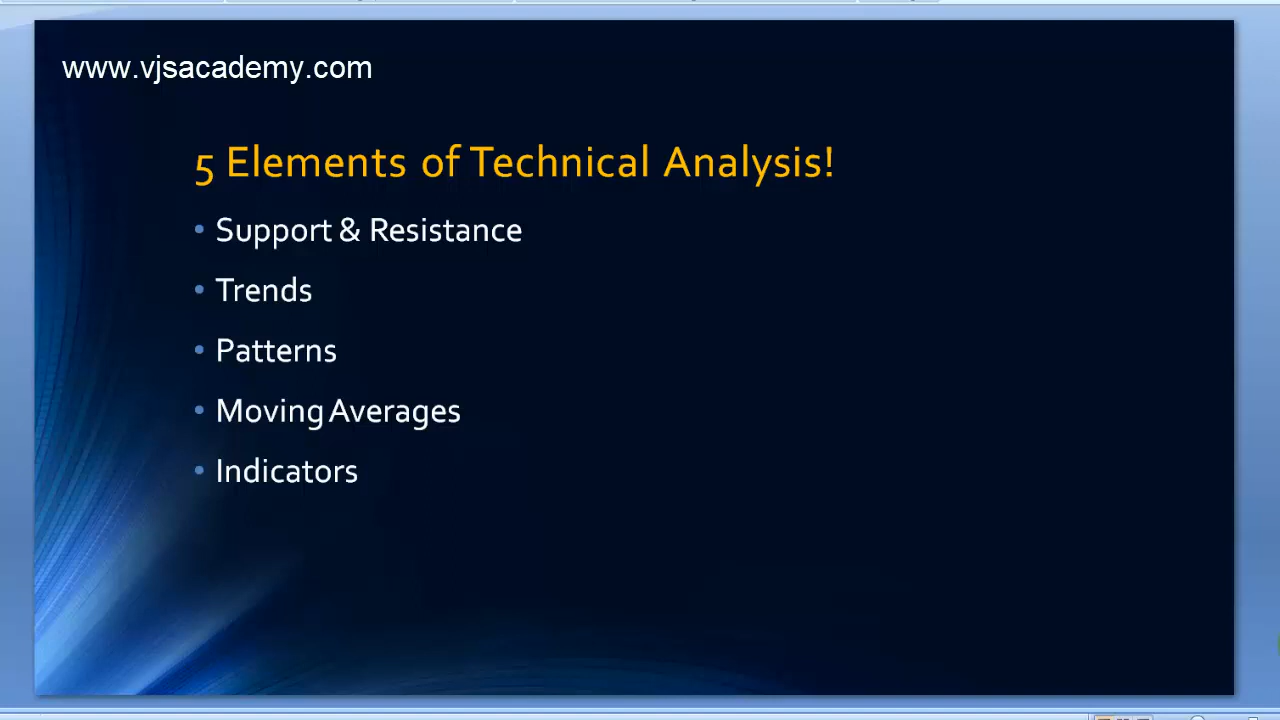 www.vjsacademy.com
5 Elements of Technical Analysis!
• Support & Resistance
• Trends
• Patterns
• Moving Averages
• Indicators